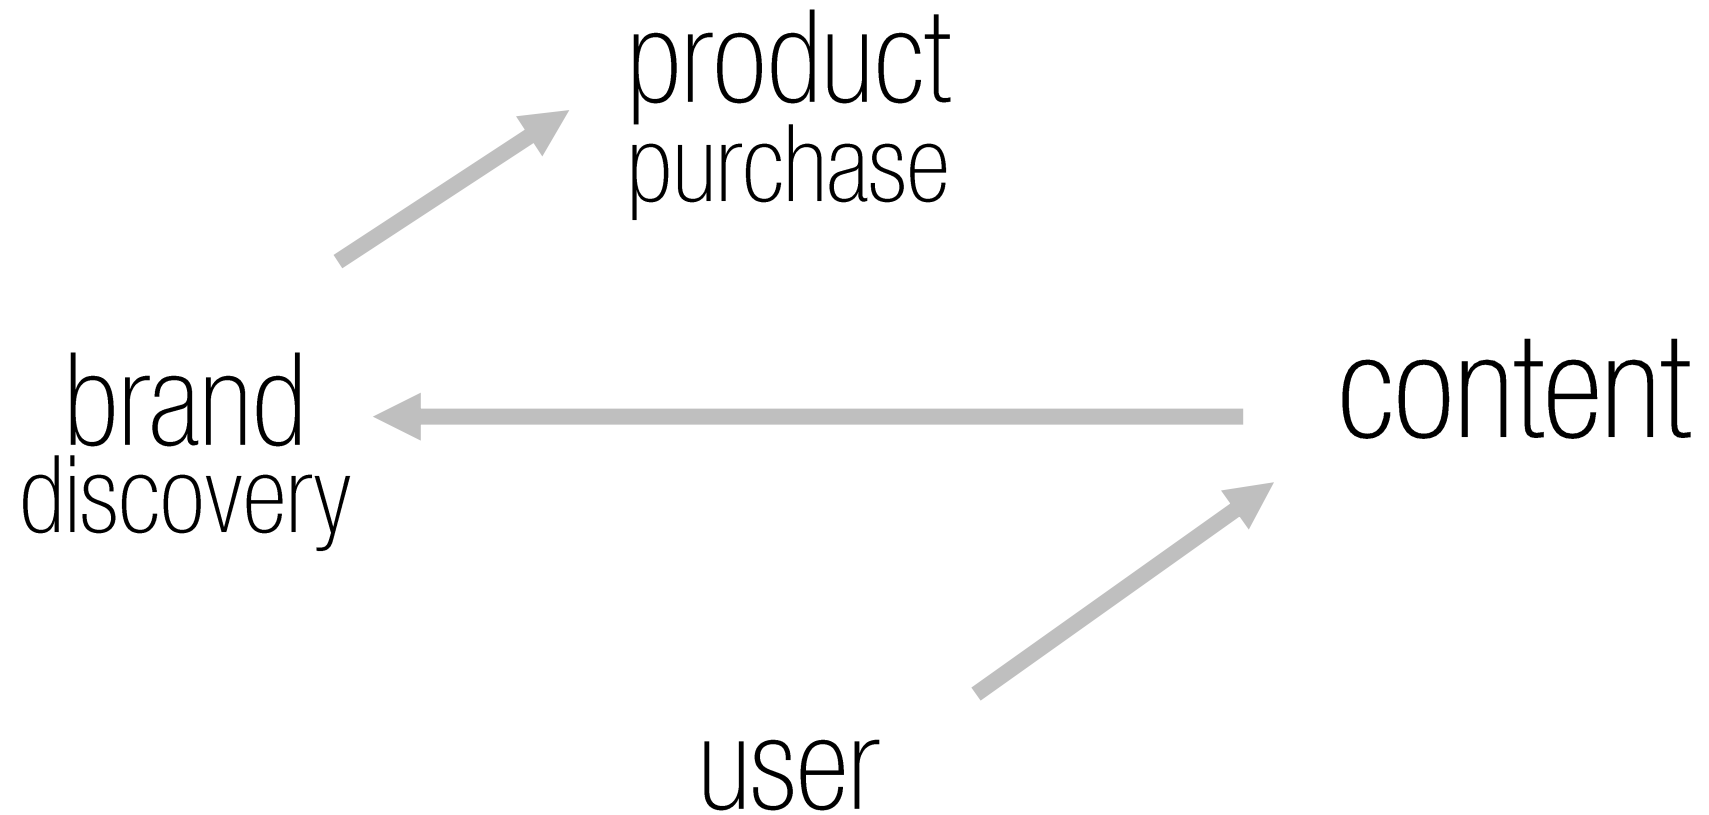 product
purchase
brand
discovery
content
user